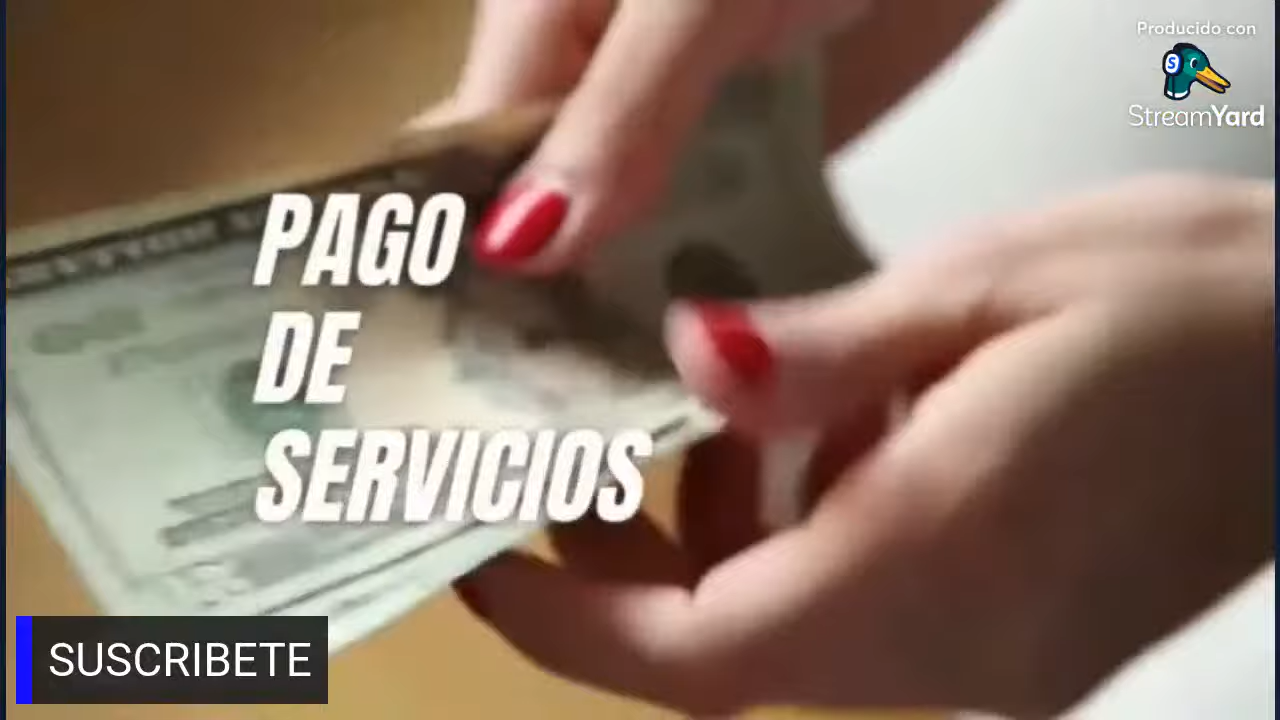 Producido con
S
StreamYard
PAGO
DE
SERVICIOS
SUSCRIBETE